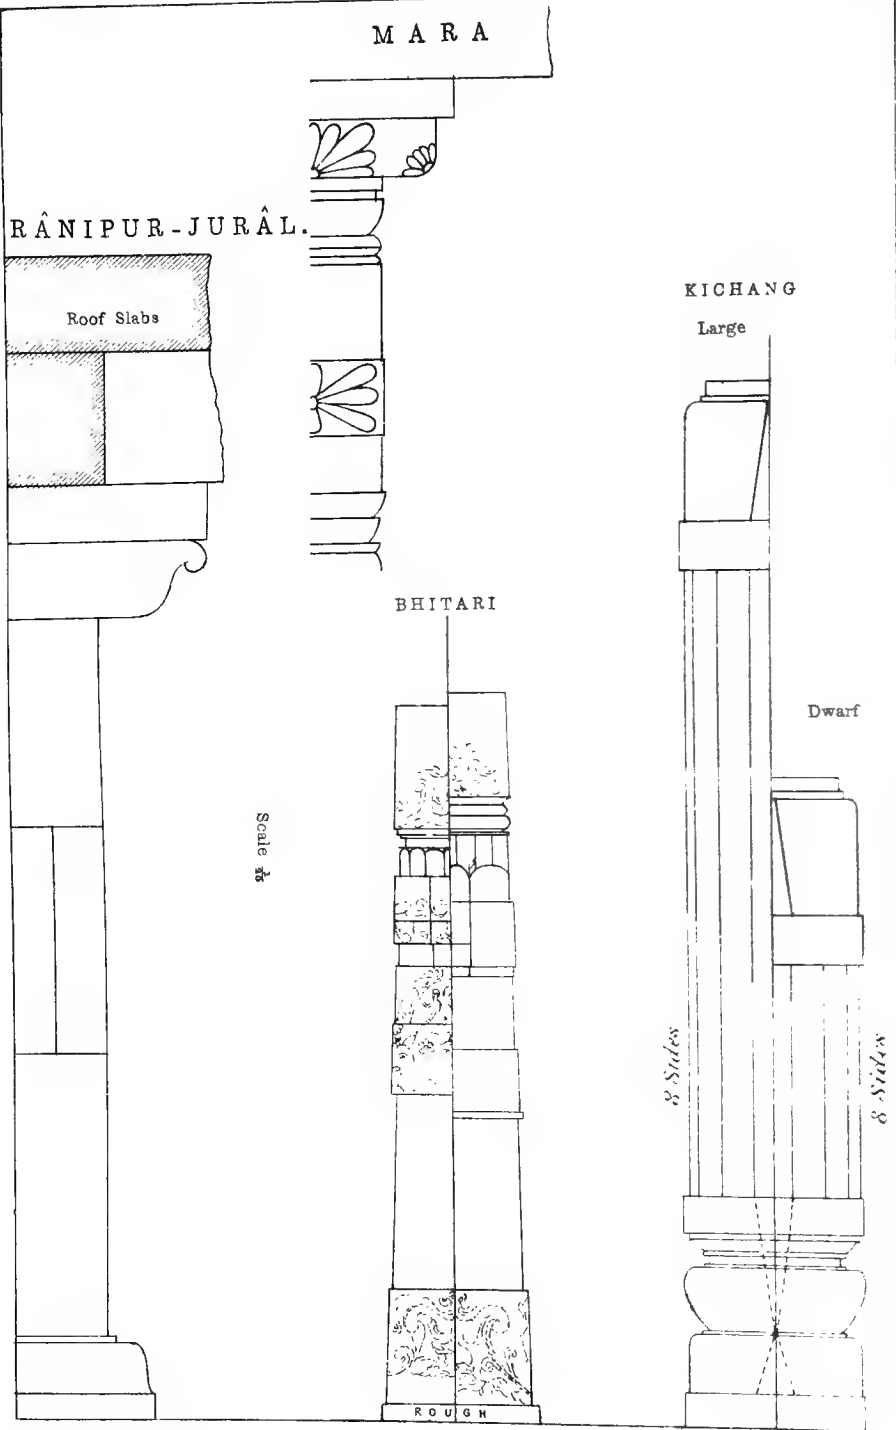 MARA
RÂNIPUR-JURÂL.
Roof Slabs
KICHANG
Large
BHITARI
Dwarf
Scale
8 Sides
8 Sides
ROUGH